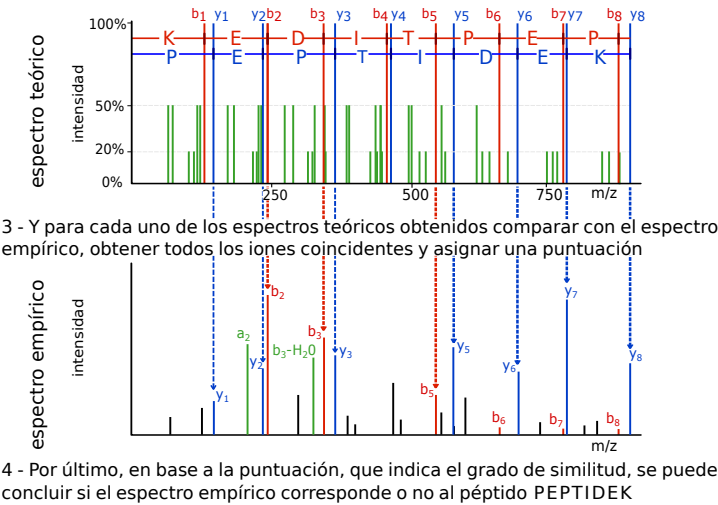 b1 y1 y2 b2 b3 y3 b4 y4 b5 y5 b6 y6 b7 y7 b8 y8
100%
K E D I T P E P
P E P T I D E K
espectro teórico
intensidad
50%
20%
0%
250 500 750 m/z
3 - Y para cada uno de los espectros teóricos obtenidos comparar con el espectro
empírico, obtener todos los iones coincidentes y asignar una puntuación
espectro empírico
intensidad
b2
y7
a2
b3
b3-H20
y2
y3
y5
y8
y6
y1
b5
b6
b7
b8
m/z
4 - Por último, en base a la puntuación, que indica el grado de similitud, se puede
concluir si el espectro empírico corresponde o no al péptido PEPTIDEK